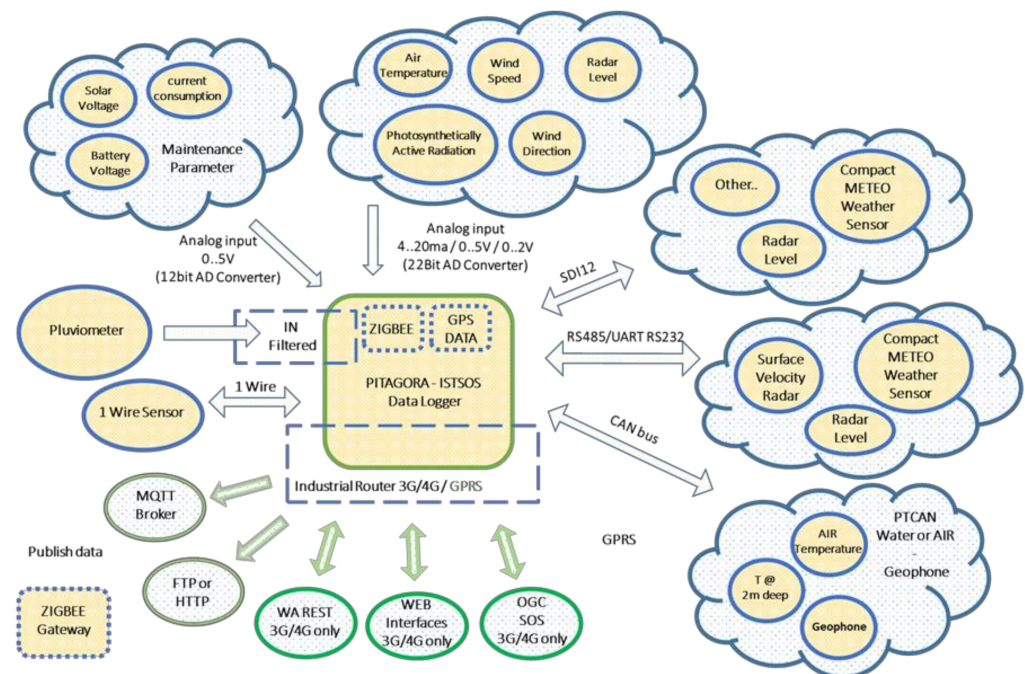 Solar
Voltage
current
consumption
Battery
Voltage
Maintenance
Parameter
Air
Temperature
Wind
Speed
Radar
Level
Photosynthetically
Active Radiation
Wind
Direction
Other..
Compact
METEO
Weather
Sensor
Radar
Level
Analog input
0..5V
(12bit AD Converter)
Analog input
4..20ma / 0..5V / 0..2V
(22Bit AD Converter)
SDI12
Pluviometer
IN
Filtered
ZIGBEE
GPS
DATA
PITAGORA - ISTSOS
Data Logger
RS485/UART RS232
Surface
Velocity
Radar
Compact
METEO
Weather
Sensor
Radar
Level
1 Wire Sensor
1 Wire
CAN bus
Industrial Router 3G/4G/ GPRS
MQTT
Broker
Publish data
FTP or
HTTP
ZIGBEE
Gateway
WA REST
3G/4G only
WEB
Interfaces
3G/4G only
OGC
SOS
3G/4G only
GPRS
AIR
Temperature
PTCAN
Water or AIR
-
Geophone
T @
2m deep
Geophone